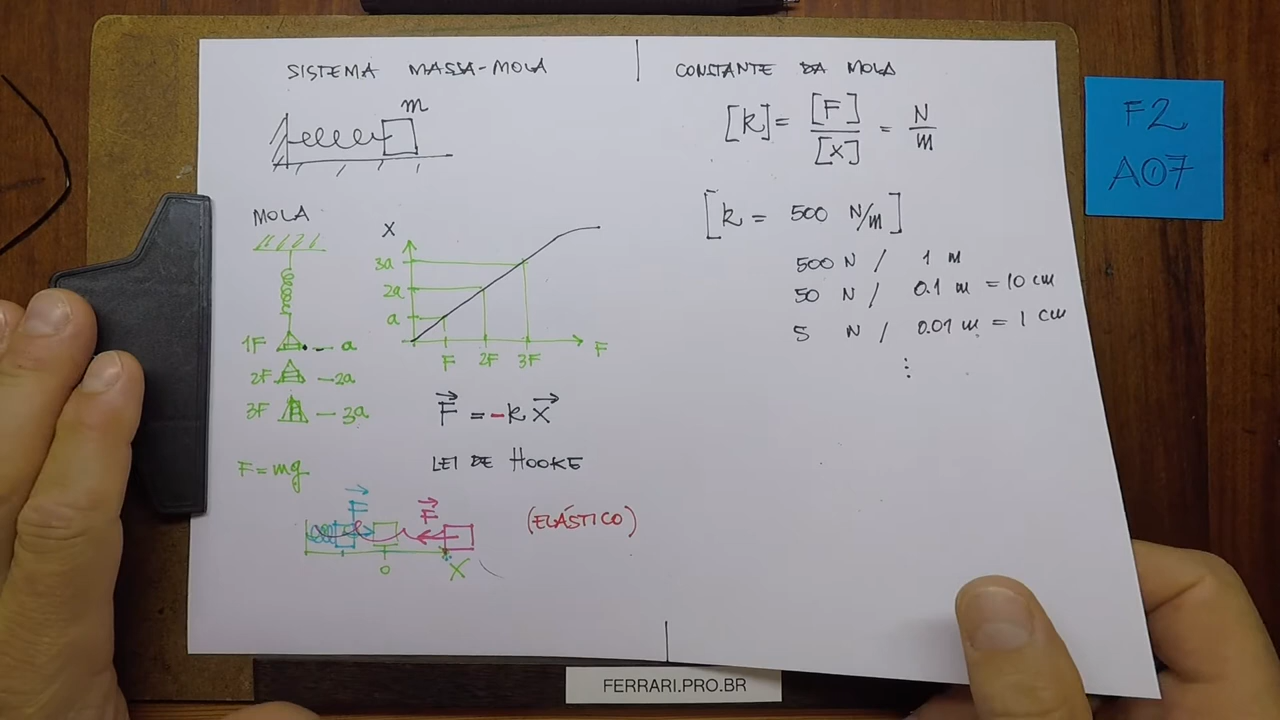 SISTEMA MASSA-MOLA
m
MOLA
1F a
2F 2a
3F 3a
F = mg
X
3a
2a
a
F 2F 3F F
F = -k X
LEI DE HOOKE
F F
0 X
(ELÁSTICO)
CONSTANTE DA MOLA
[k] = [F] / [X] = N / m
[k = 500 N/m]
500 N / 1 m
50 N / 0.1 m = 10 cm
5 N / 0.01 m = 1 cm
⋮
F2
A07
FERRARI.PRO.BR